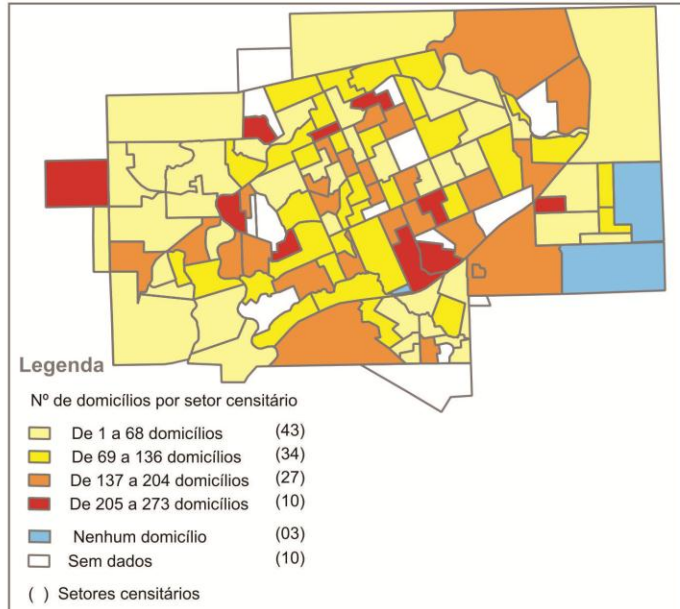 Legenda
Nº de domicílios por setor censitário
De 1 a 68 domicílios (43)
De 69 a 136 domicílios (34)
De 137 a 204 domicílios (27)
De 205 a 273 domicílios (10)
Nenhum domicílio (03)
Sem dados (10)
( ) Setores censitários